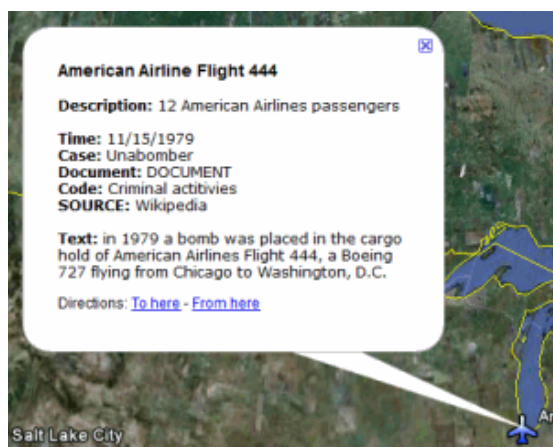 American Airline Flight 444
Description: 12 American Airlines passengers
Time: 11/15/1979
Case: Unabomber
Document: DOCUMENT
Code: Criminal actitivies
SOURCE: Wikipedia
Text: in 1979 a bomb was placed in the cargo
hold of American Airlines Flight 444, a Boeing
727 flying from Chicago to Washington, D.C.
Directions: To here - From here
Salt Lake City